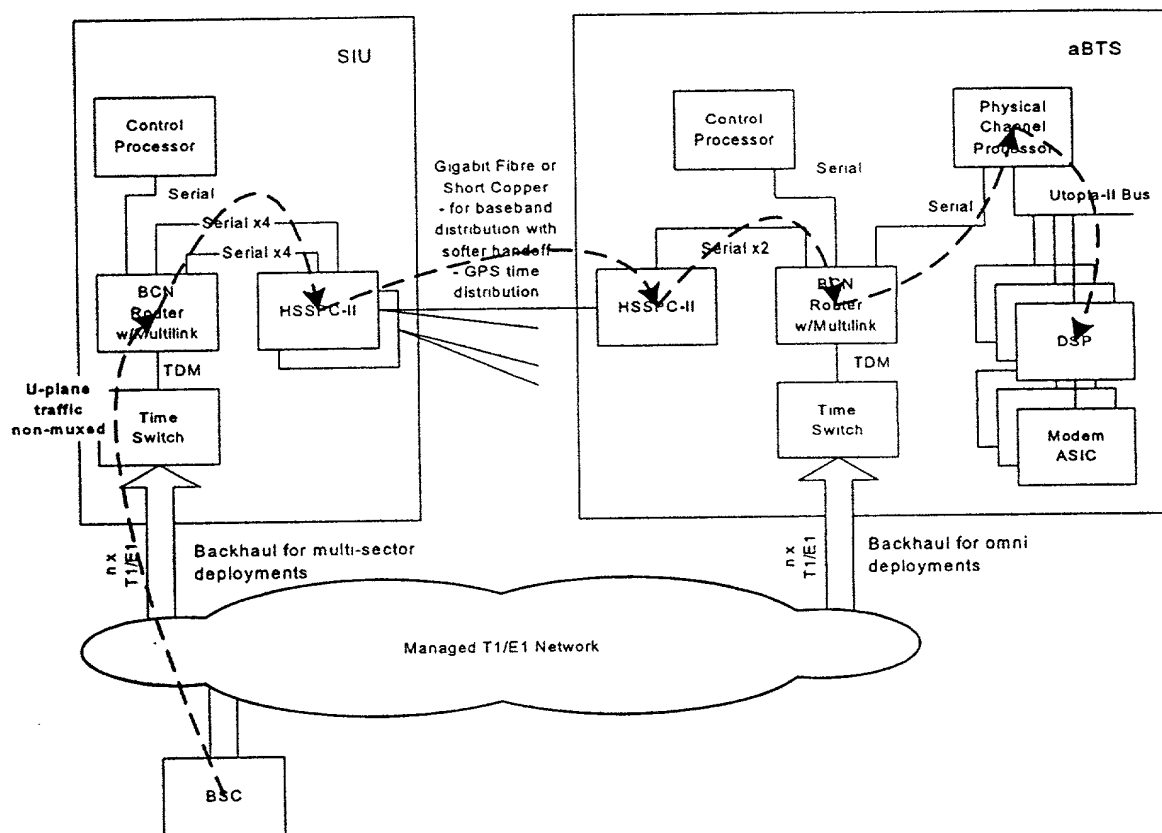 SIU
Control
Processor
Serial
Serial x4
Serial x4
BCN
Router
w/Multilink
HSSPC-II
TDM
U-plane
traffic
non-muxed
Time
Switch
Gigabit Fibre or
Short Copper
- for baseband
distribution with
softer handoff
- GPS time
distribution
aBTS
Control
Processor
Physical
Channel
Processor
Serial
Serial
Utopia-II Bus
Serial x2
HSSPC-II
BCN
Router
w/Multilink
DSP
TDM
Time
Switch
Modem
ASIC
n x
T1/E1
Backhaul for multi-sector
deployments
n x
T1/E1
Backhaul for omni
deployments
Managed T1/E1 Network
BSC